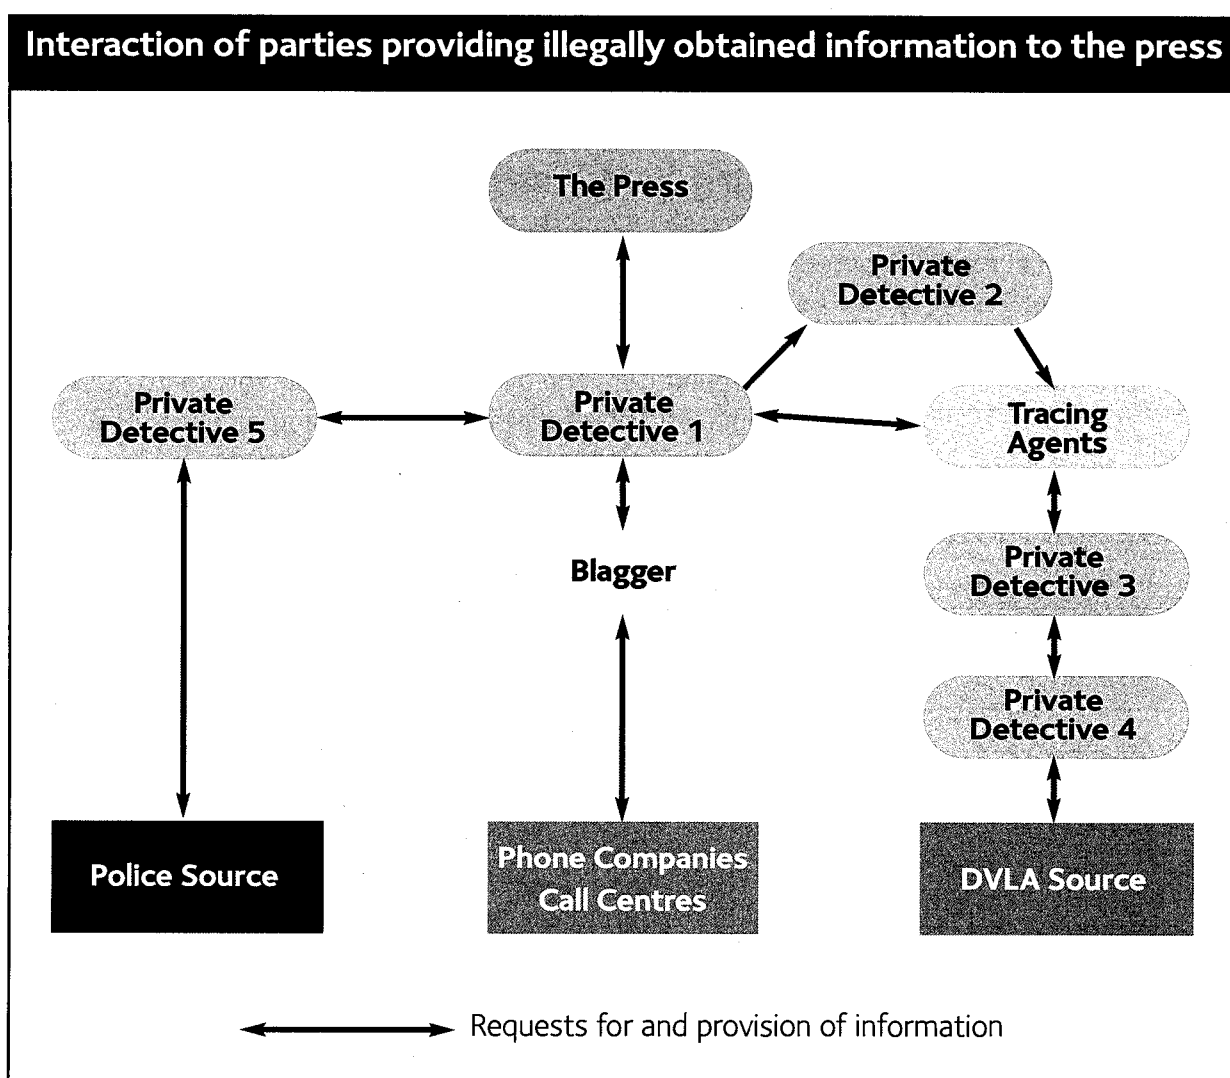 Interaction of parties providing illegally obtained information to the press
The Press
Private
Detective 2
Private
Detective 5
Private
Detective 1
Tracing
Agents
Blagger
Private
Detective 3
Private
Detective 4
Police Source
Phone Companies
Call Centres
DVLA Source
Requests for and provision of information